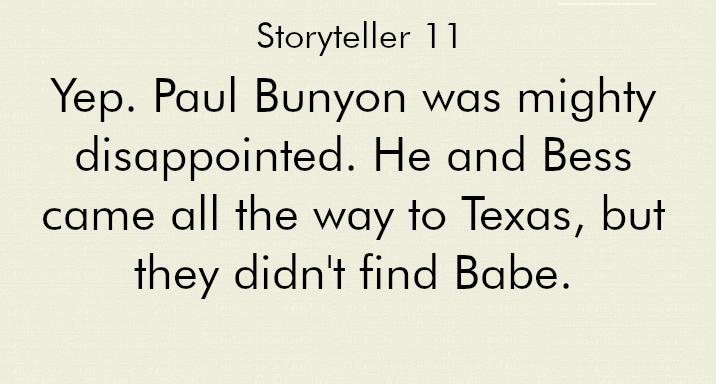 Storyteller 11
Yep. Paul Bunyon was mighty
disappointed. He and Bess
came all the way to Texas, but
they didn't find Babe.